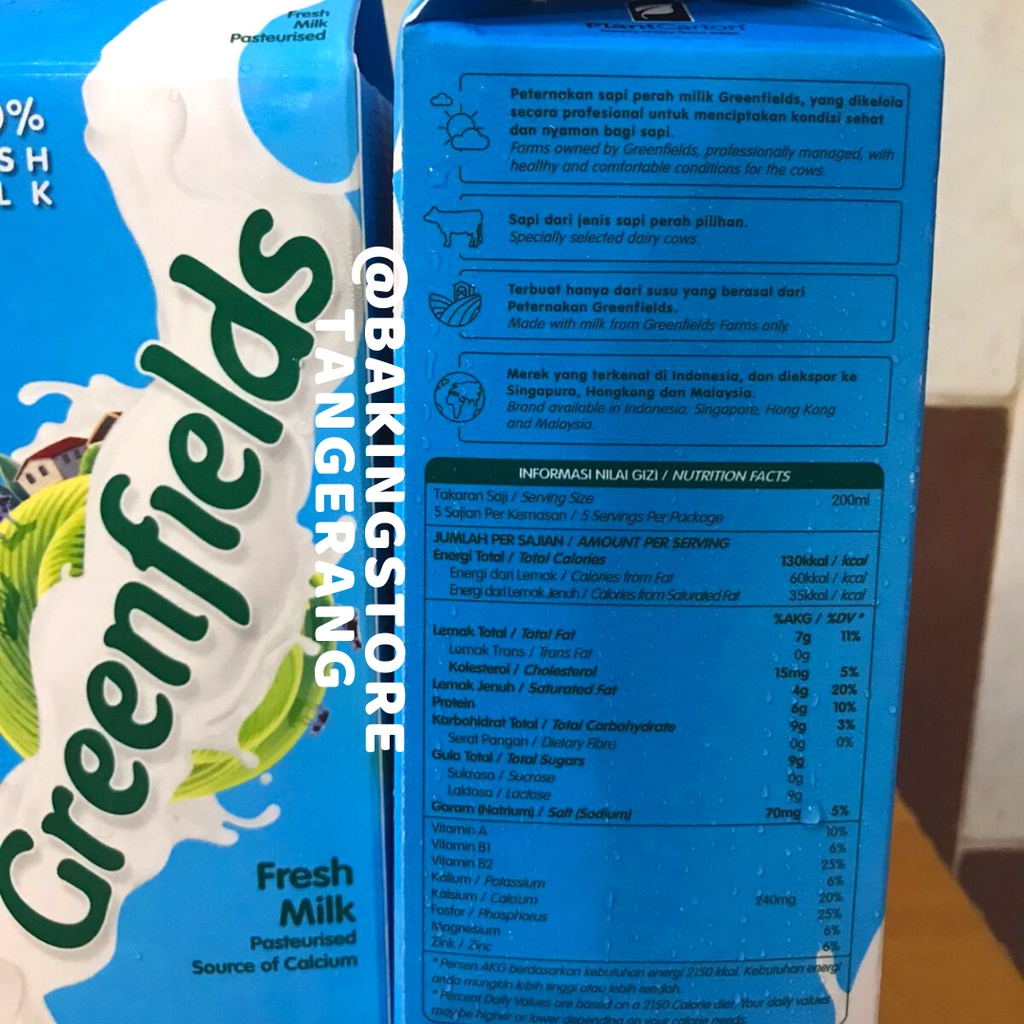 Fresh
Milk
Pasteurised
0%
SH
LK
Greenfields
Fresh
Milk
Pasteurised
Source of Calcium
@BAKINGSTORE
TANGERANG
PlantCarton
Peternakan sapi perah milik Greenfields, yang dikelola
secara profesional untuk menciptakan kondisi sehat
dan nyaman bagi sapi.
Farms owned by Greenfields, professionally managed, with
healthy and comfortable conditions for the cows.
Sapi dari jenis sapi perah pilihan.
Specially selected dairy cows.
Terbuat hanya dari susu yang berasal dari
Peternakan Greenfields.
Made with milk from Greenfields Farms only.
Merek yang terkenal di Indonesia, dan diekspor ke
Singapura, Hongkong dan Malaysia.
Brand available in Indonesia, Singapore, Hong Kong
and Malaysia.
INFORMASI NILAI GIZI / NUTRITION FACTS
Takaran Saji / Serving Size 200ml
5 Sajian Per Kemasan / 5 Servings Per Package
JUMLAH PER SAJIAN / AMOUNT PER SERVING
Energi Total / Total Calories 130kkal / kcal
Energi dari Lemak / Calories from Fat 60kkal / kcal
Energi dari Lemak Jenuh / Calories from Saturated Fat 35kkal / kcal
%AKG / %DV *
Lemak Total / Total Fat 7g 11%
Lemak Trans / Trans Fat 0g
Kolesterol / Cholesterol 15mg 5%
Lemak Jenuh / Saturated Fat 4g 20%
Protein 6g 10%
Karbohidrat Total / Total Carbohydrate 9g 3%
Serat Pangan / Dietary Fibre 0g 0%
Gula Total / Total Sugars 9g
Sukrosa / Sucrose 0g
Laktosa / Lactose 9g
Garam (Natrium) / Salt (Sodium) 70mg 5%
Vitamin A 10%
Vitamin B1 6%
Vitamin B2 25%
Kalium / Potassium 6%
Kalsium / Calcium 240mg 20%
Fosfor / Phosphorus 25%
Magnesium 6%
Zink / Zinc 6%
* Persen AKG berdasarkan kebutuhan energi 2150 kkal. Kebutuhan energi
anda mungkin lebih tinggi atau lebih rendah.
* Percent Daily Values are based on a 2150 Calorie diet. Your daily values
may be higher or lower depending on your calorie needs.